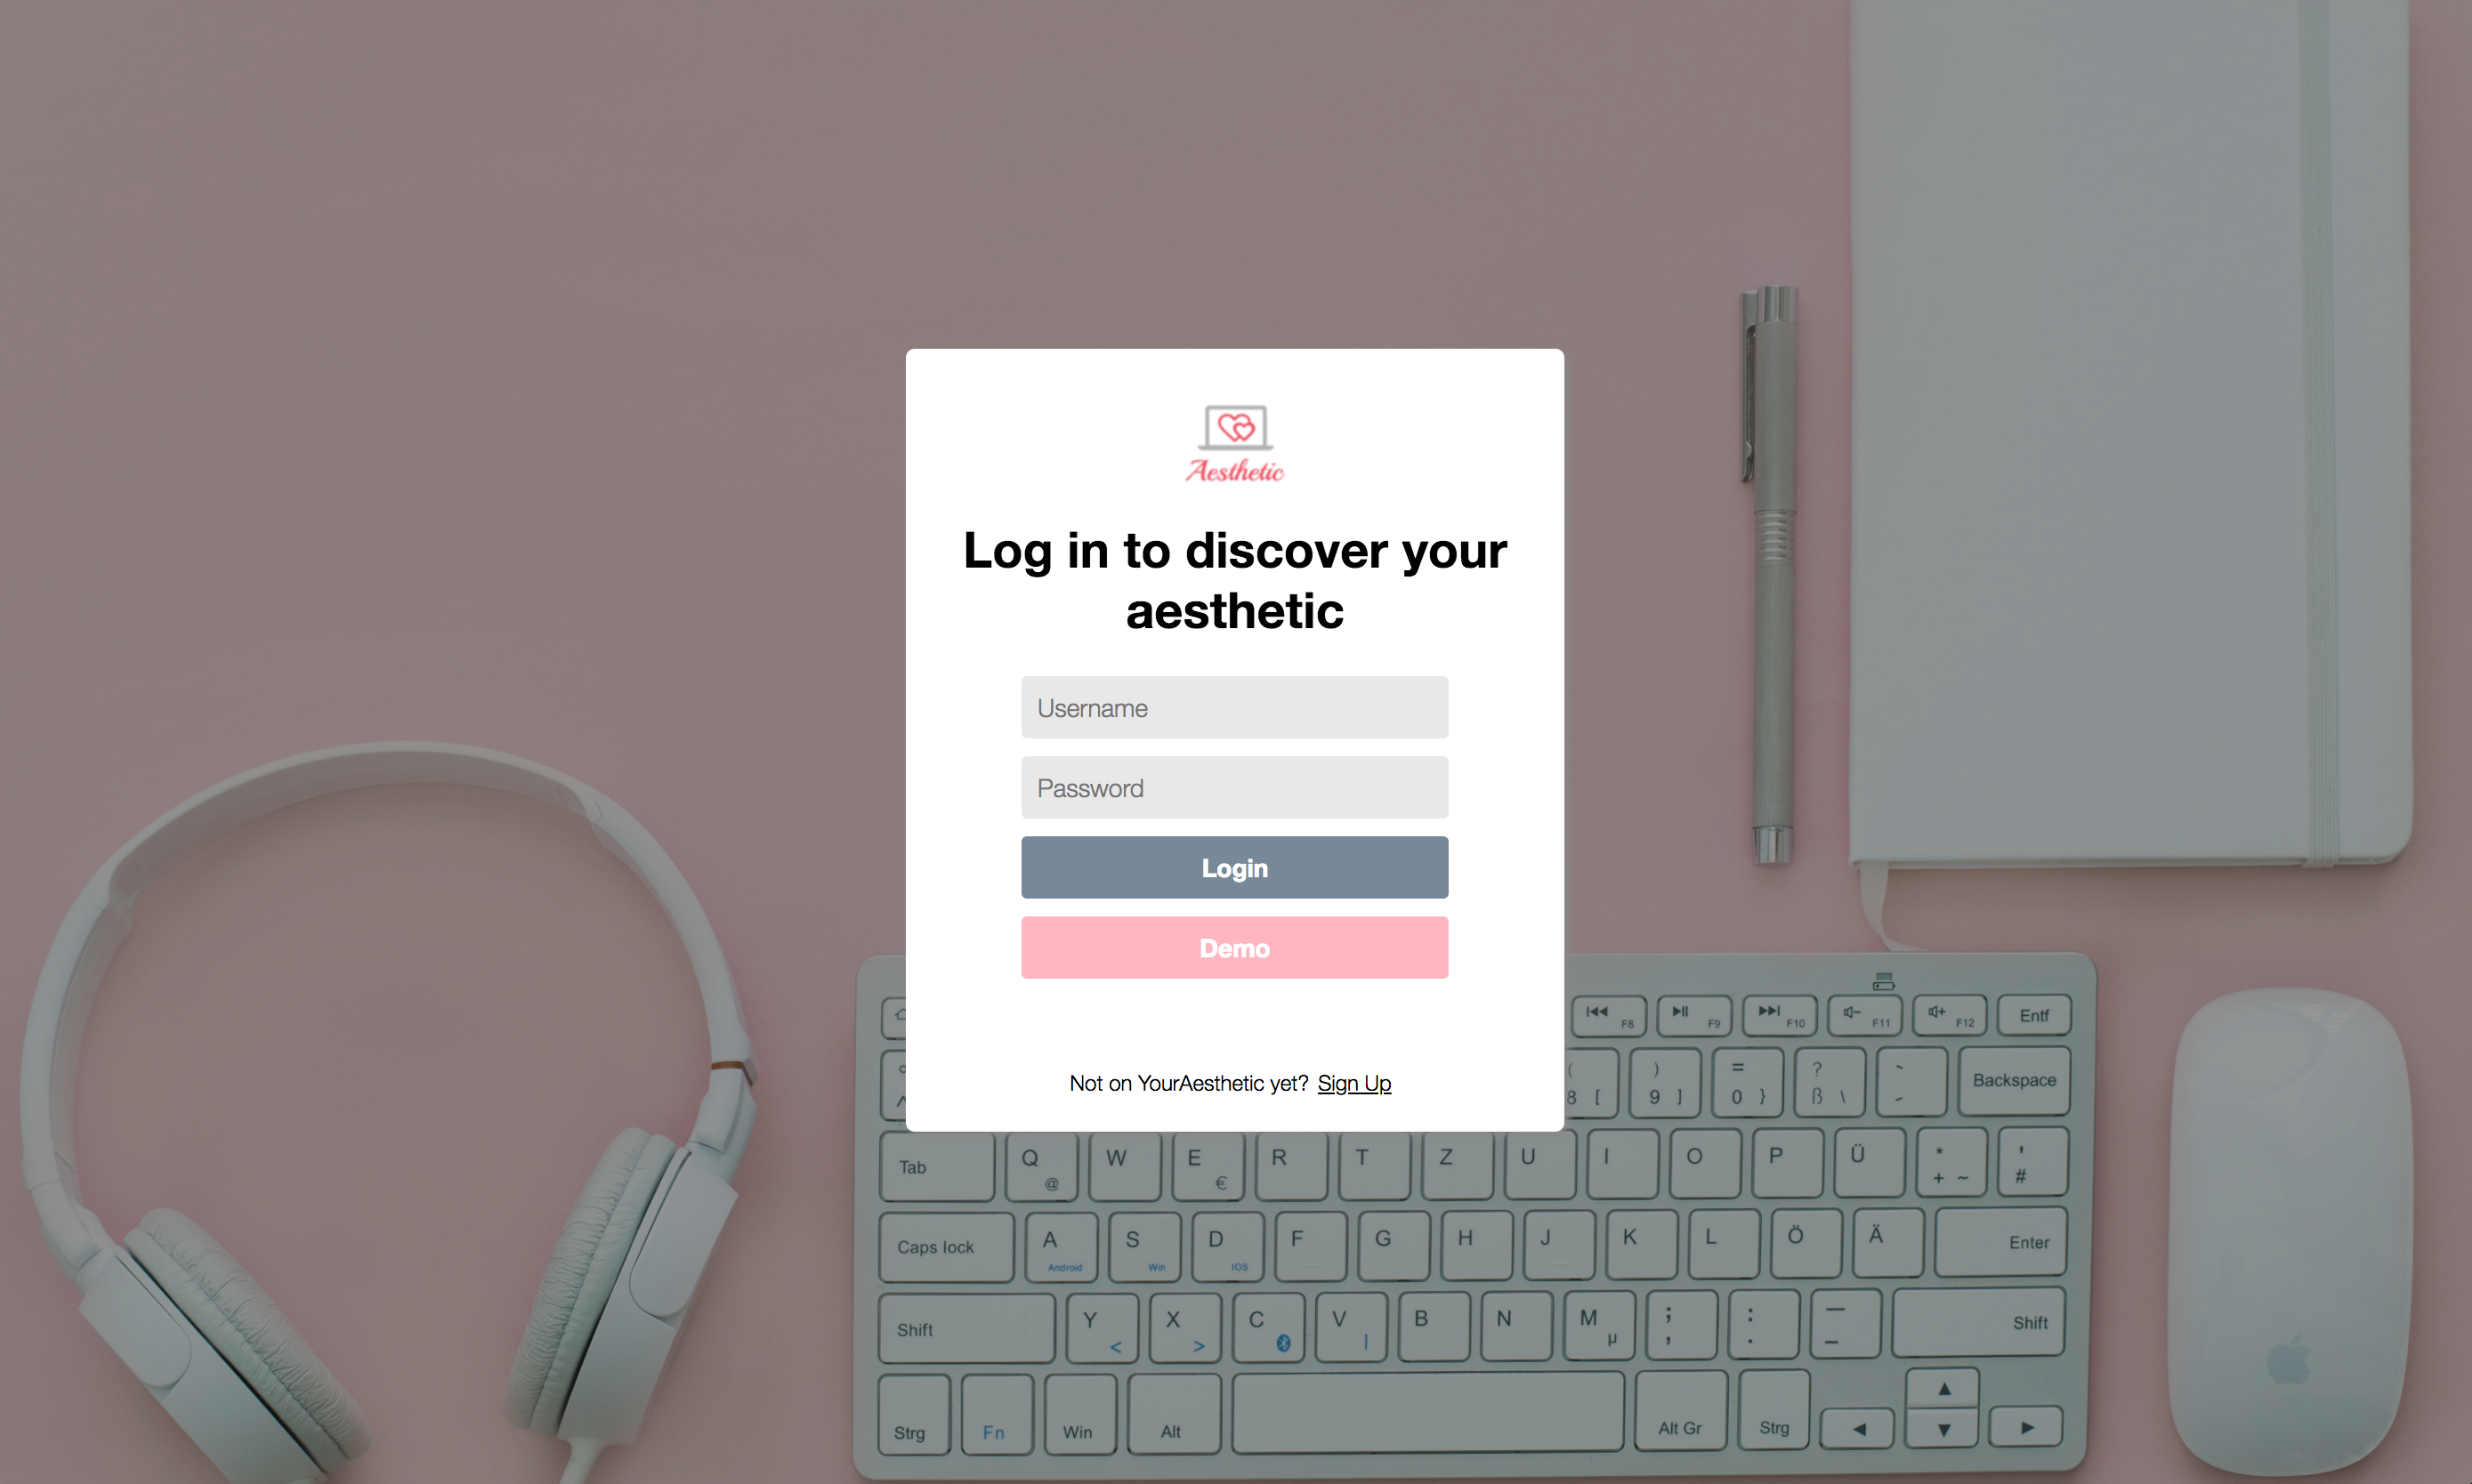 Aesthetic
Log in to discover your
aesthetic
Username
Password
Login
Demo
Not on YourAesthetic yet? Sign Up
F8 F9 F10 F11 F12 Entf
( ) = ? `
8 [ 9 ] 0 } ß \ ´ Backspace
Tab Q @ W E € R T Z U I O P Ü * + ~ ' #
Caps lock A S D F G H J K L Ö Ä Enter
Android Win IOS
Shift Y < X > C V | B N M µ ; , : . — – Shift
Strg Fn Win Alt Alt Gr Strg